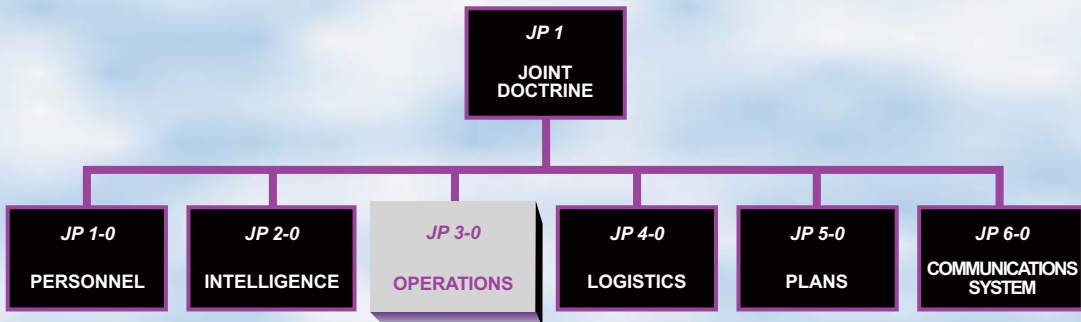 JP 1
JOINT
DOCTRINE
JP 1-0
PERSONNEL
JP 2-0
INTELLIGENCE
JP 3-0
OPERATIONS
JP 4-0
LOGISTICS
JP 5-0
PLANS
JP 6-0
COMMUNICATIONS
SYSTEM